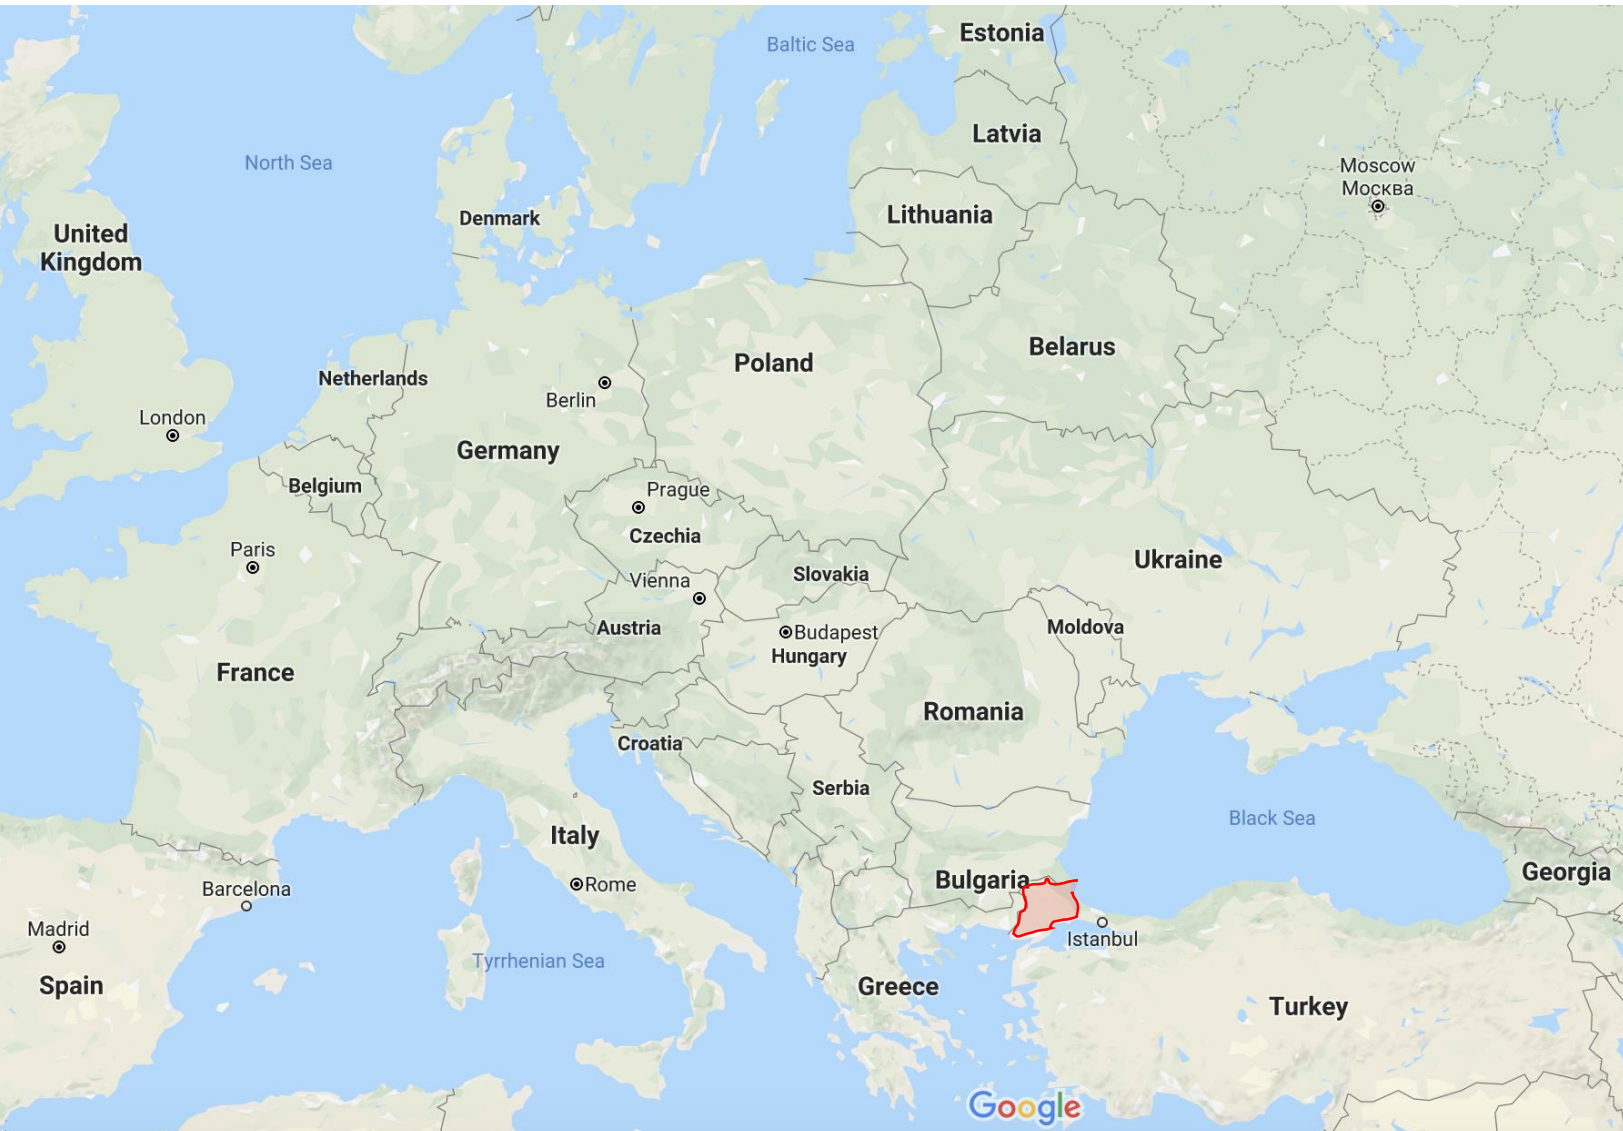 Estonia
Baltic Sea
Latvia
North Sea
Moscow
Москва
Denmark
Lithuania
United
Kingdom
Belarus
Poland
Netherlands
Berlin
London
Germany
Belgium
Prague
Czechia
Paris
Ukraine
Slovakia
Vienna
Austria
Budapest
Hungary
Moldova
France
Romania
Croatia
Serbia
Black Sea
Italy
Georgia
Bulgaria
Barcelona
Rome
Madrid
Istanbul
Tyrrhenian Sea
Spain
Greece
Turkey
Google